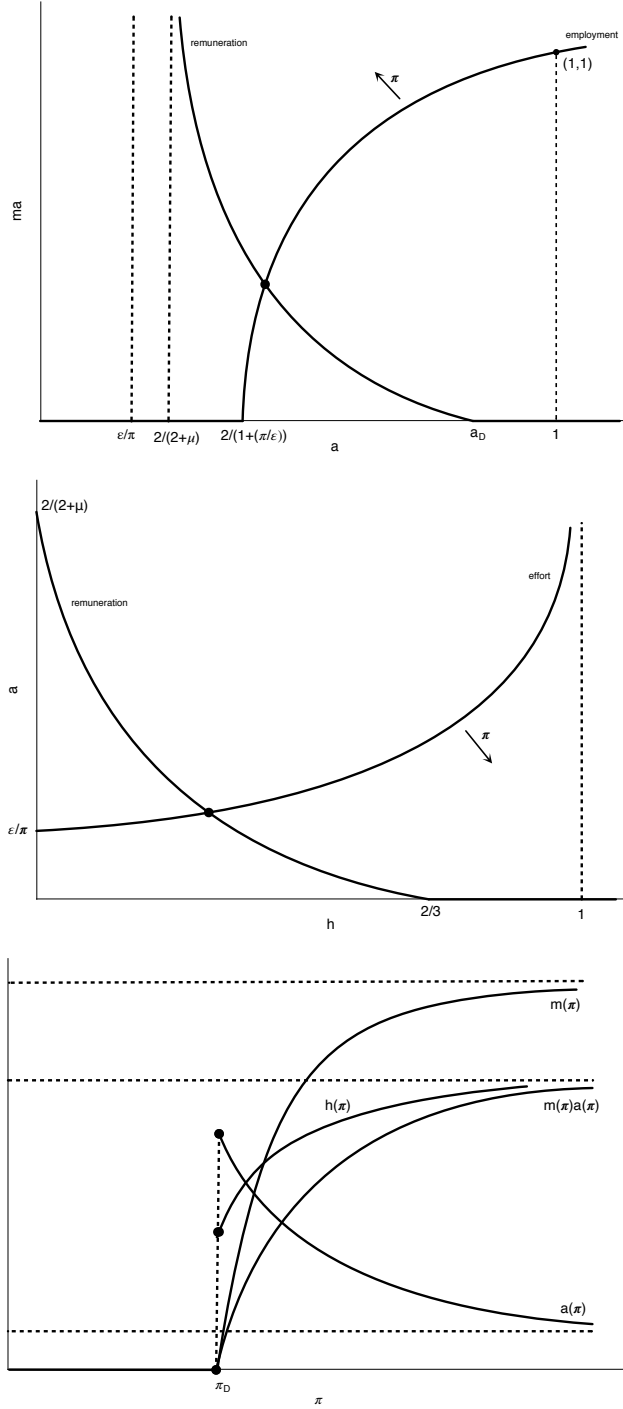 remuneration
employment
(1,1)
π
ma
ε/π
2/(2+μ)
2/(1+(π/ε))
a_D
1
a
2/(2+μ)
remuneration
effort
a
π
ε/π
2/3
1
h
m(π)
h(π)
m(π)a(π)
a(π)
π_D
π